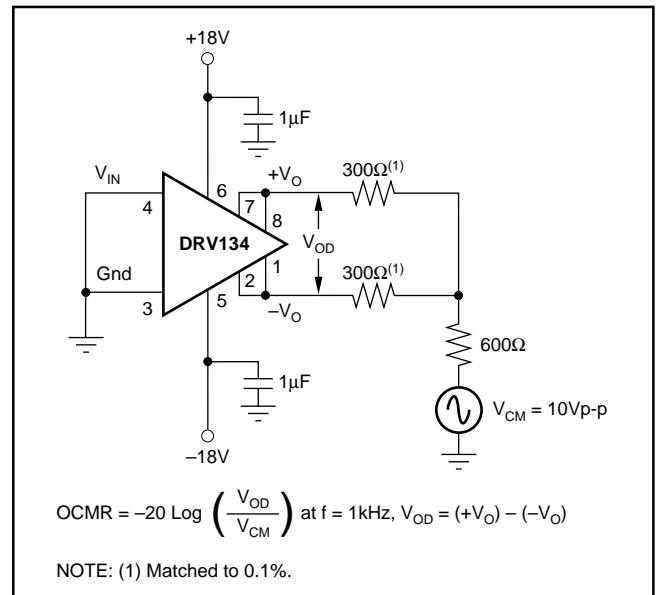 +18V
1µF
V_IN
4
6
7
8
+V_O
300Ω(1)
DRV134
V_OD
Gnd
3
5
2
1
–V_O
300Ω(1)
600Ω
1µF
V_CM = 10Vp-p
–18V
OCMR = –20 Log (V_OD / V_CM) at f = 1kHz, V_OD = (+V_O) – (–V_O)
NOTE: (1) Matched to 0.1%.